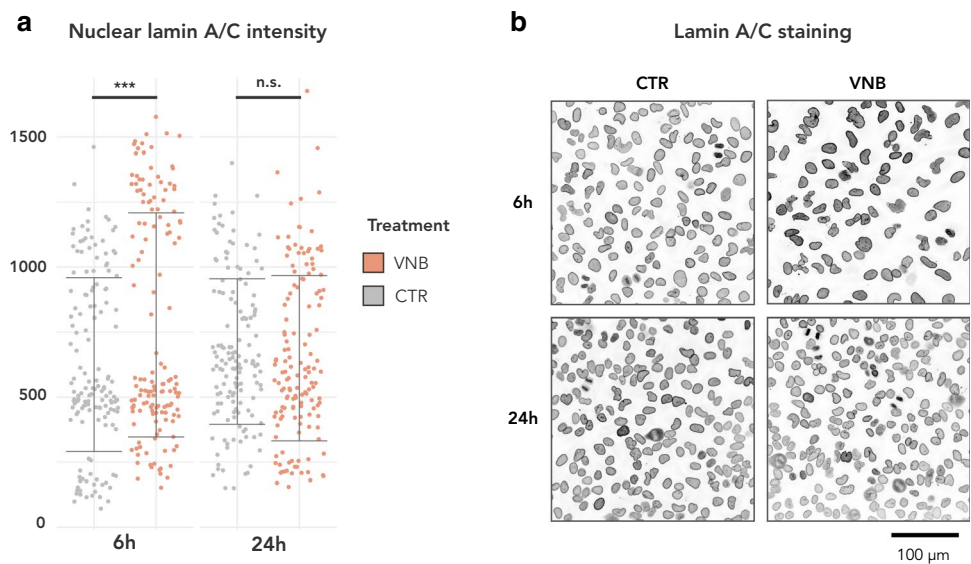 a
Nuclear lamin A/C intensity
***
n.s.
1500
1000
500
0
6h
24h
Treatment
VNB
CTR
b
Lamin A/C staining
CTR
VNB
6h
24h
100 µm